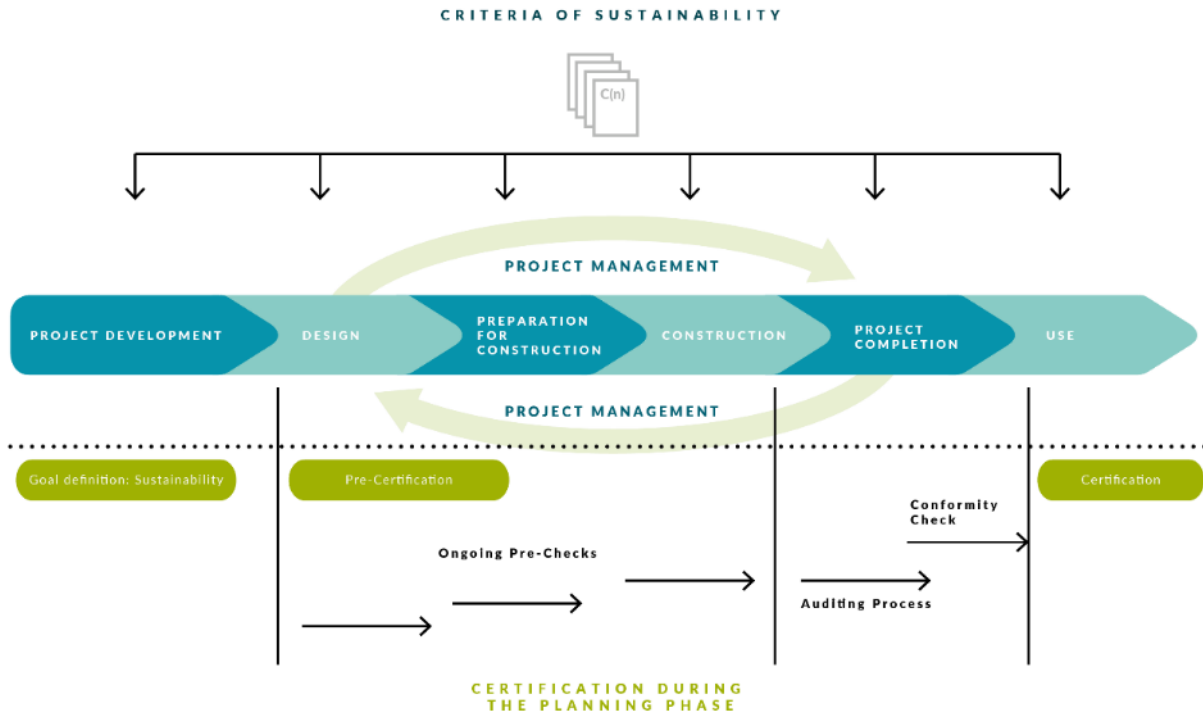 CRITERIA OF SUSTAINABILITY
C(n)
PROJECT MANAGEMENT
PROJECT DEVELOPMENT
DESIGN
PREPARATION
FOR
CONSTRUCTION
CONSTRUCTION
PROJECT
COMPLETION
USE
PROJECT MANAGEMENT
Goal definition: Sustainability
Pre-Certification
Certification
Conformity
Check
Ongoing Pre-Checks
Auditing Process
CERTIFICATION DURING
THE PLANNING PHASE